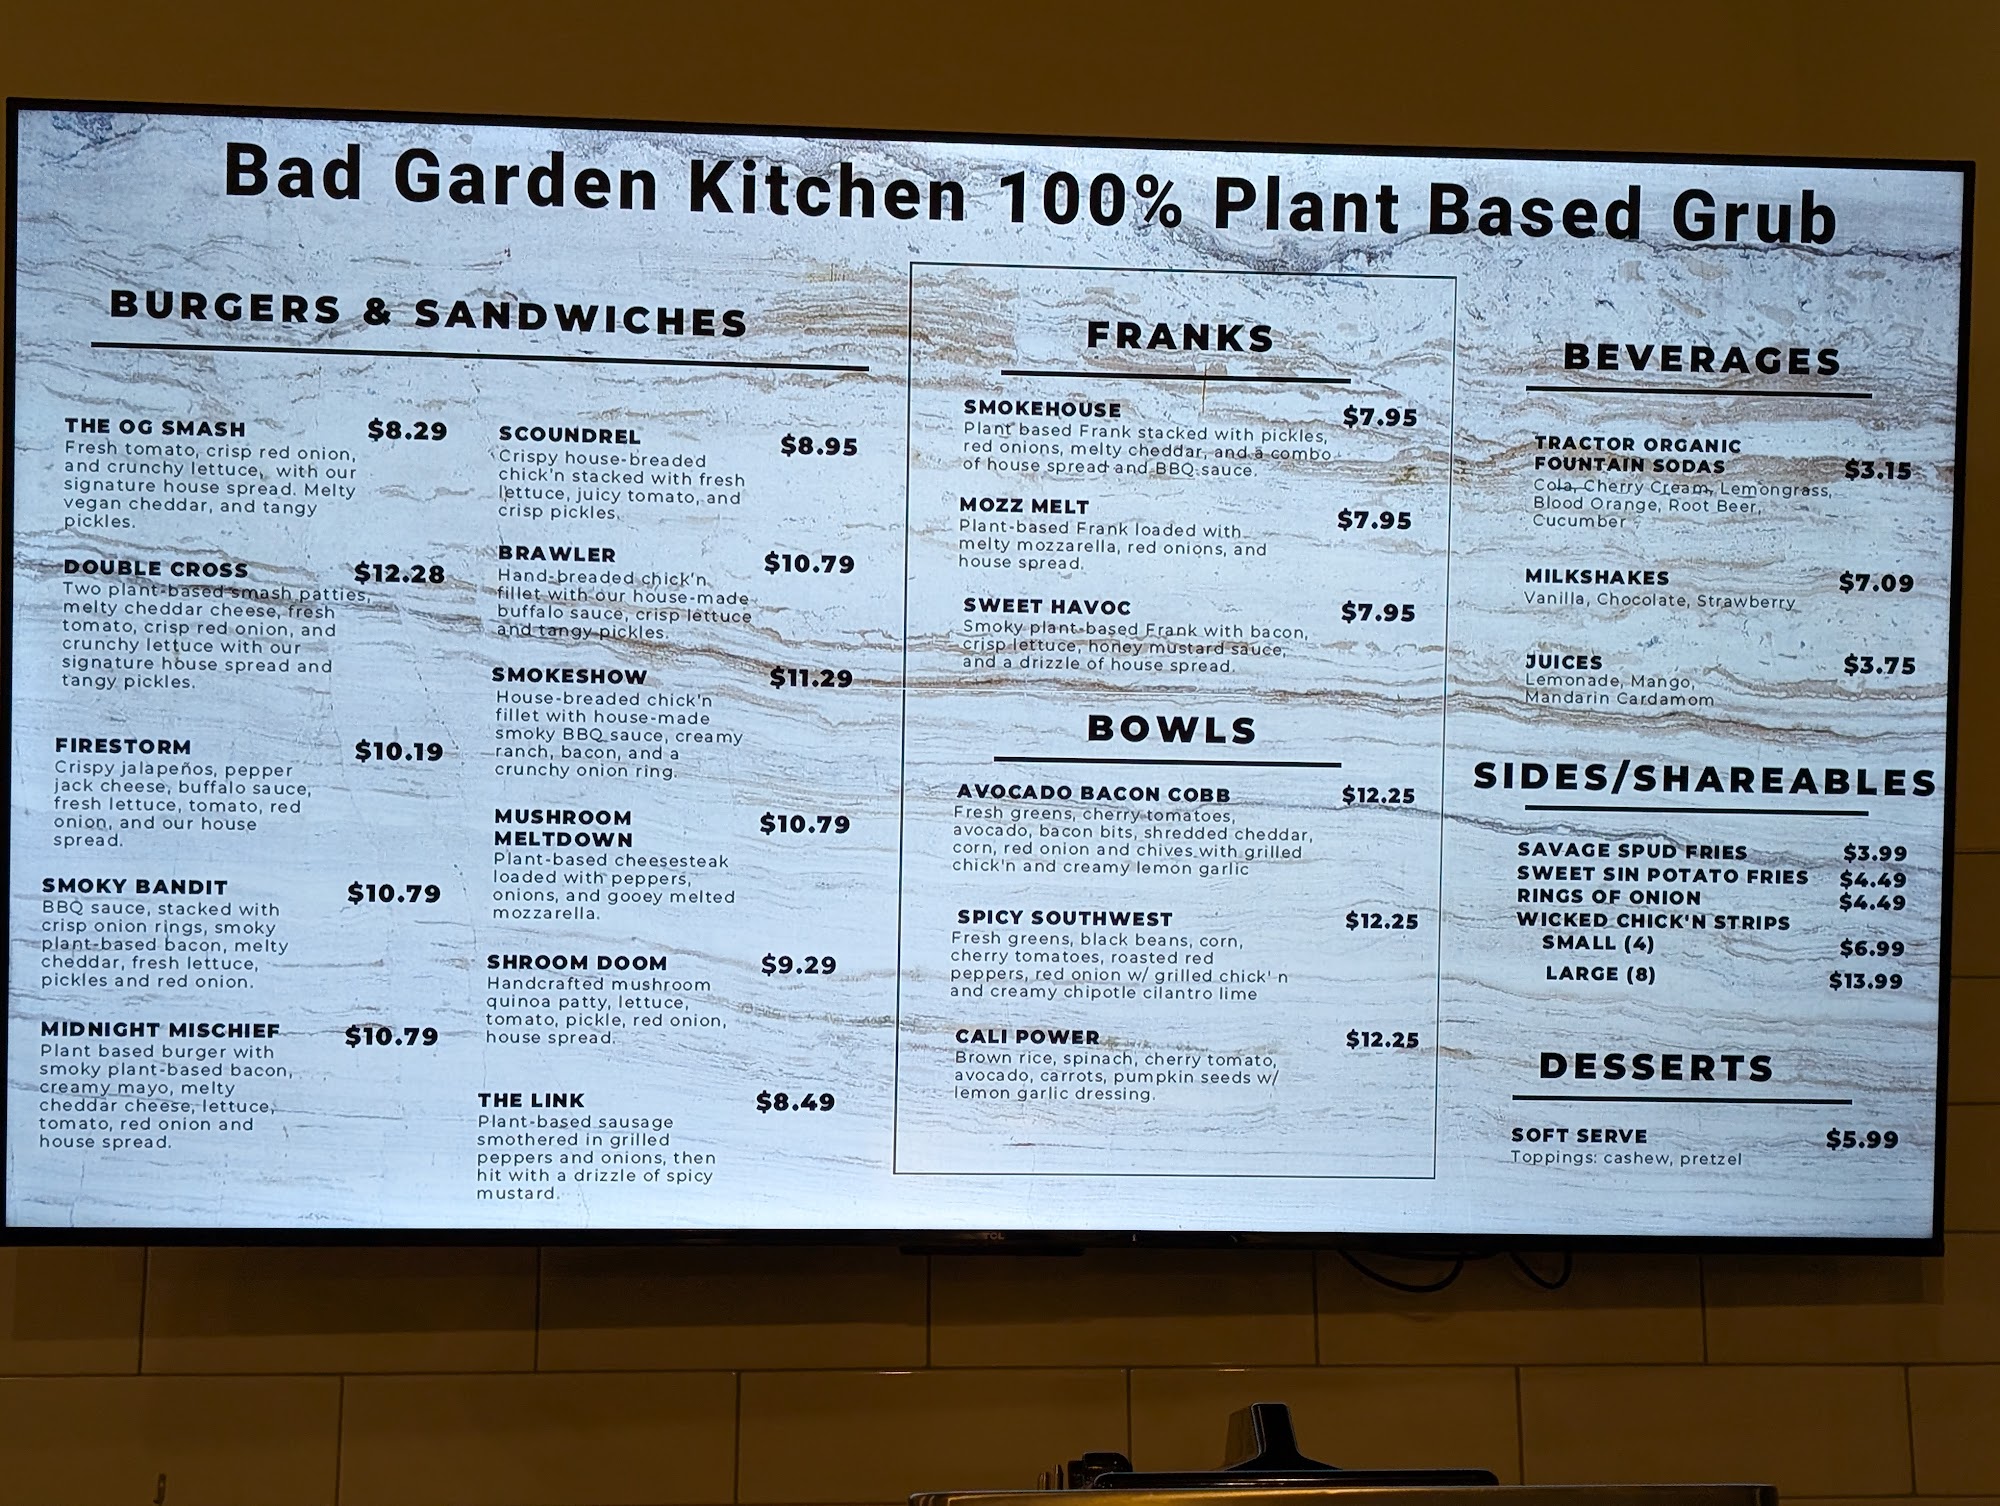 Bad Garden Kitchen 100% Plant Based Grub
BURGERS & SANDWICHES
THE OG SMASH $8.29
Fresh tomato, crisp red onion,
and crunchy lettuce, with our
signature house spread. Melty
vegan cheddar, and tangy
pickles.
DOUBLE CROSS $12.28
Two plant-based smash patties,
melty cheddar cheese, fresh
tomato, crisp red onion, and
crunchy lettuce with our
signature house spread and
tangy pickles.
FIRESTORM $10.19
Crispy jalapeños, pepper
jack cheese, buffalo sauce,
fresh lettuce, tomato, red
onion, and our house
spread.
SMOKY BANDIT $10.79
BBQ sauce, stacked with
crisp onion rings, smoky
plant-based bacon, melty
cheddar, fresh lettuce,
pickles and red onion.
MIDNIGHT MISCHIEF $10.79
Plant based burger with
smoky plant-based bacon,
creamy mayo, melty
cheddar cheese, lettuce,
tomato, red onion and
house spread.
SCOUNDREL $8.95
Crispy house-breaded
chick'n stacked with fresh
lettuce, juicy tomato, and
crisp pickles.
BRAWLER $10.79
Hand-breaded chick'n
fillet with our house-made
buffalo sauce, crisp lettuce
and tangy pickles.
SMOKESHOW $11.29
House-breaded chick'n
fillet with house-made
smoky BBQ sauce, creamy
ranch, bacon, and a
crunchy onion ring.
MUSHROOM
MELTDOWN $10.79
Plant-based cheesesteak
loaded with peppers,
onions, and gooey melted
mozzarella.
SHROOM DOOM $9.29
Handcrafted mushroom
quinoa patty, lettuce,
tomato, pickle, red onion,
house spread.
THE LINK $8.49
Plant-based sausage
smothered in grilled
peppers and onions, then
hit with a drizzle of spicy
mustard.
FRANKS
SMOKEHOUSE $7.95
Plant based Frank stacked with pickles,
red onions, melty cheddar, and a combo
of house spread and BBQ sauce.
MOZZ MELT $7.95
Plant-based Frank loaded with
melty mozzarella, red onions, and
house spread.
SWEET HAVOC $7.95
Smoky plant-based Frank with bacon,
crisp lettuce, honey mustard sauce,
and a drizzle of house spread.
BOWLS
AVOCADO BACON COBB $12.25
Fresh greens, cherry tomatoes,
avocado, bacon bits, shredded cheddar,
corn, red onion and chives with grilled
chick'n and creamy lemon garlic
SPICY SOUTHWEST $12.25
Fresh greens, black beans, corn,
cherry tomatoes, roasted red
peppers, red onion w/ grilled chick' n
and creamy chipotle cilantro lime
CALI POWER $12.25
Brown rice, spinach, cherry tomato,
avocado, carrots, pumpkin seeds w/
lemon garlic dressing.
BEVERAGES
TRACTOR ORGANIC
FOUNTAIN SODAS $3.15
Cola, Cherry Cream, Lemongrass,
Blood Orange, Root Beer,
Cucumber
MILKSHAKES $7.09
Vanilla, Chocolate, Strawberry
JUICES $3.75
Lemonade, Mango,
Mandarin Cardamom
SIDES/SHAREABLES
SAVAGE SPUD FRIES $3.99
SWEET SIN POTATO FRIES $4.49
RINGS OF ONION $4.49
WICKED CHICK'N STRIPS
SMALL (4) $6.99
LARGE (8) $13.99
DESSERTS
SOFT SERVE $5.99
Toppings: cashew, pretzel
TCL